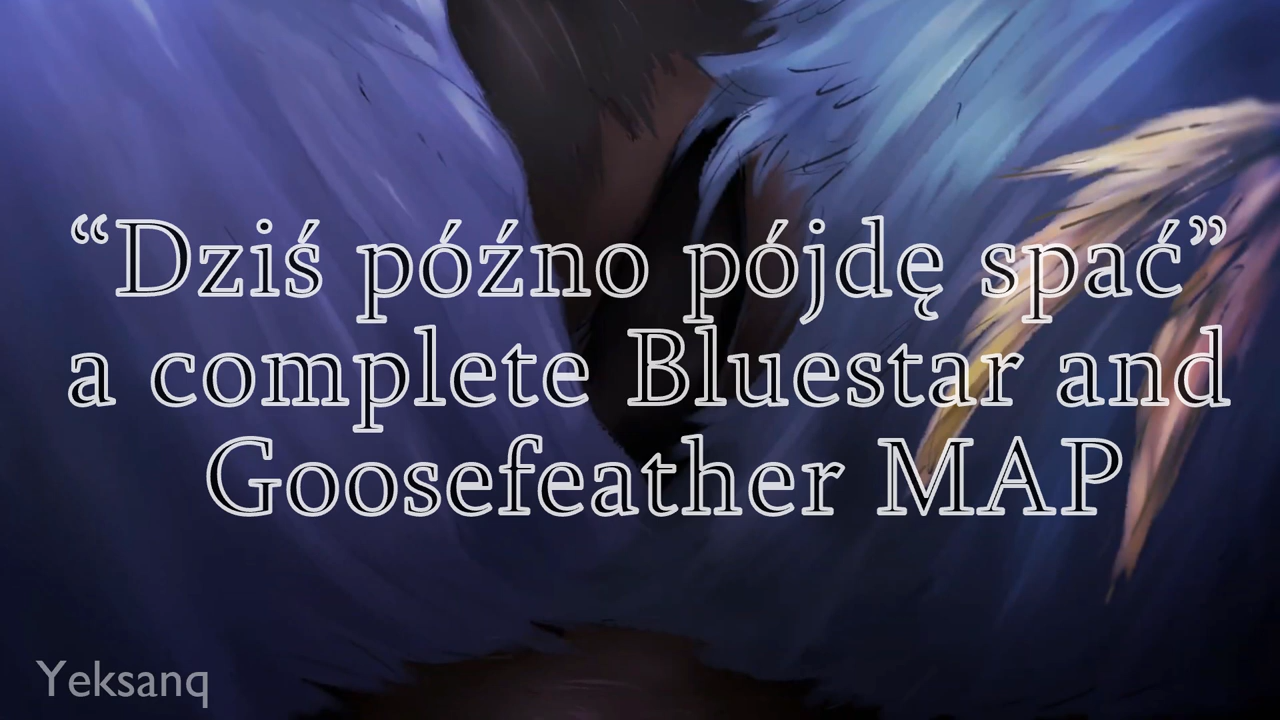 “Dziś późno pójdę spać”
a complete Bluestar and
Goosefeather MAP
Yeksanq